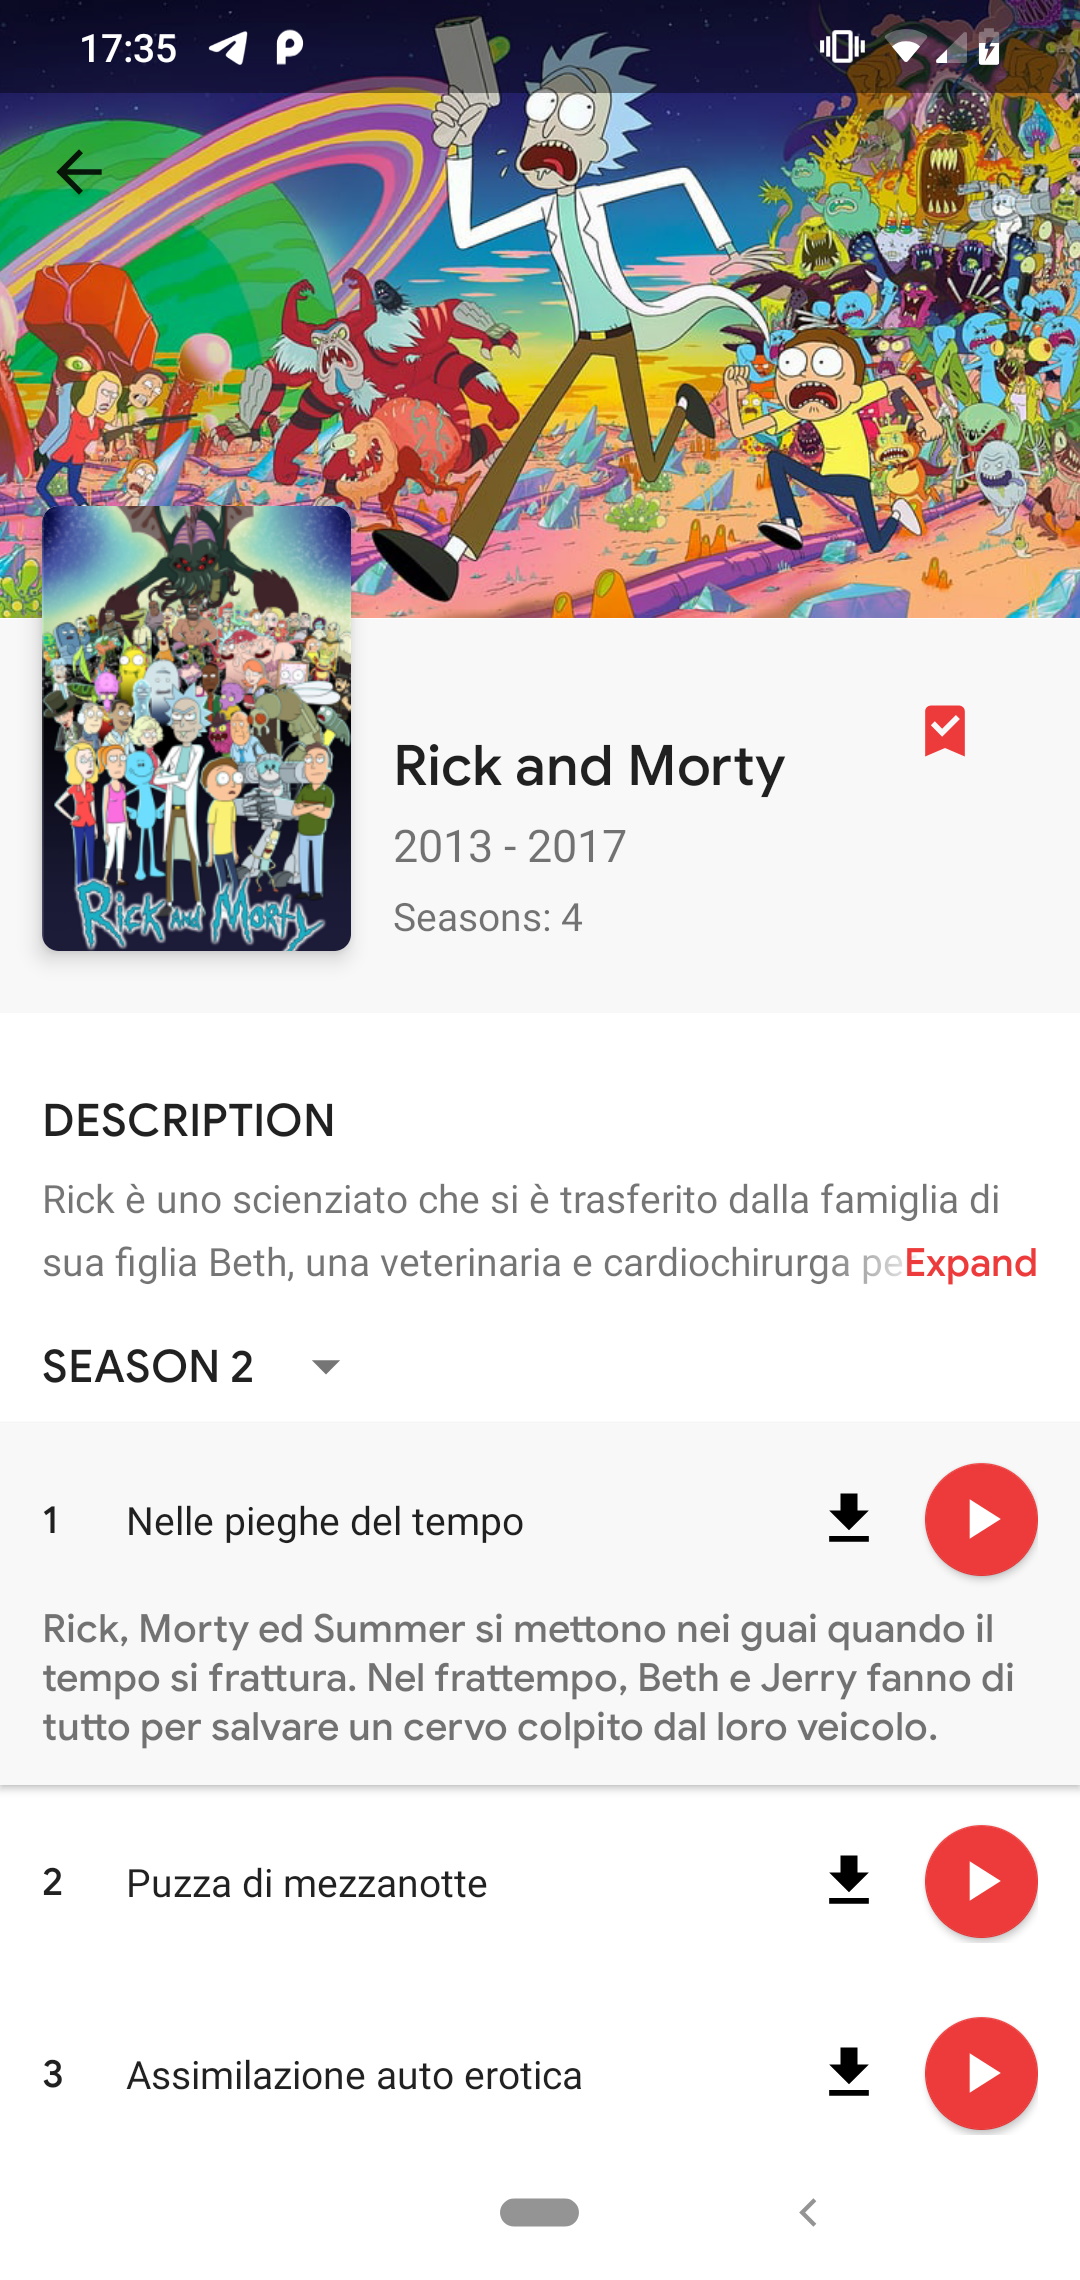 17:35
Rick and Morty
Rick and Morty
2013 - 2017
Seasons: 4
DESCRIPTION
Rick è uno scienziato che si è trasferito dalla famiglia di
sua figlia Beth, una veterinaria e cardiochirurga pe Expand
SEASON 2
1 Nelle pieghe del tempo
Rick, Morty ed Summer si mettono nei guai quando il
tempo si frattura. Nel frattempo, Beth e Jerry fanno di
tutto per salvare un cervo colpito dal loro veicolo.
2 Puzza di mezzanotte
3 Assimilazione auto erotica